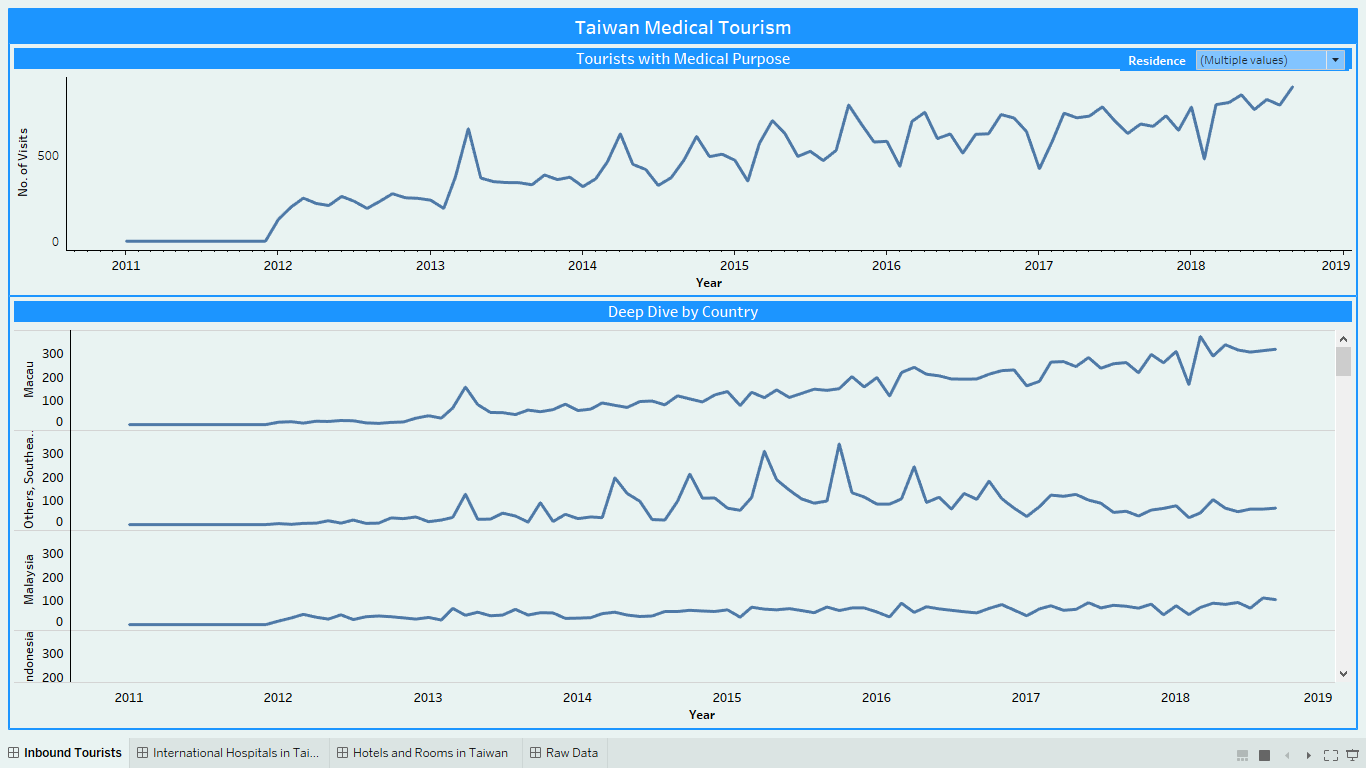 Taiwan Medical Tourism
Tourists with Medical Purpose
Residence (Multiple values)
No. of Visits
500
0
2011 2012 2013 2014 2015 2016 2017 2018 2019
Year
Deep Dive by Country
Macau
300
200
100
0
Others, Southea..
300
200
100
0
Malaysia
300
200
100
0
ndonesia
300
200
2011 2012 2013 2014 2015 2016 2017 2018 2019
Year
Inbound Tourists International Hospitals in Tai... Hotels and Rooms in Taiwan Raw Data